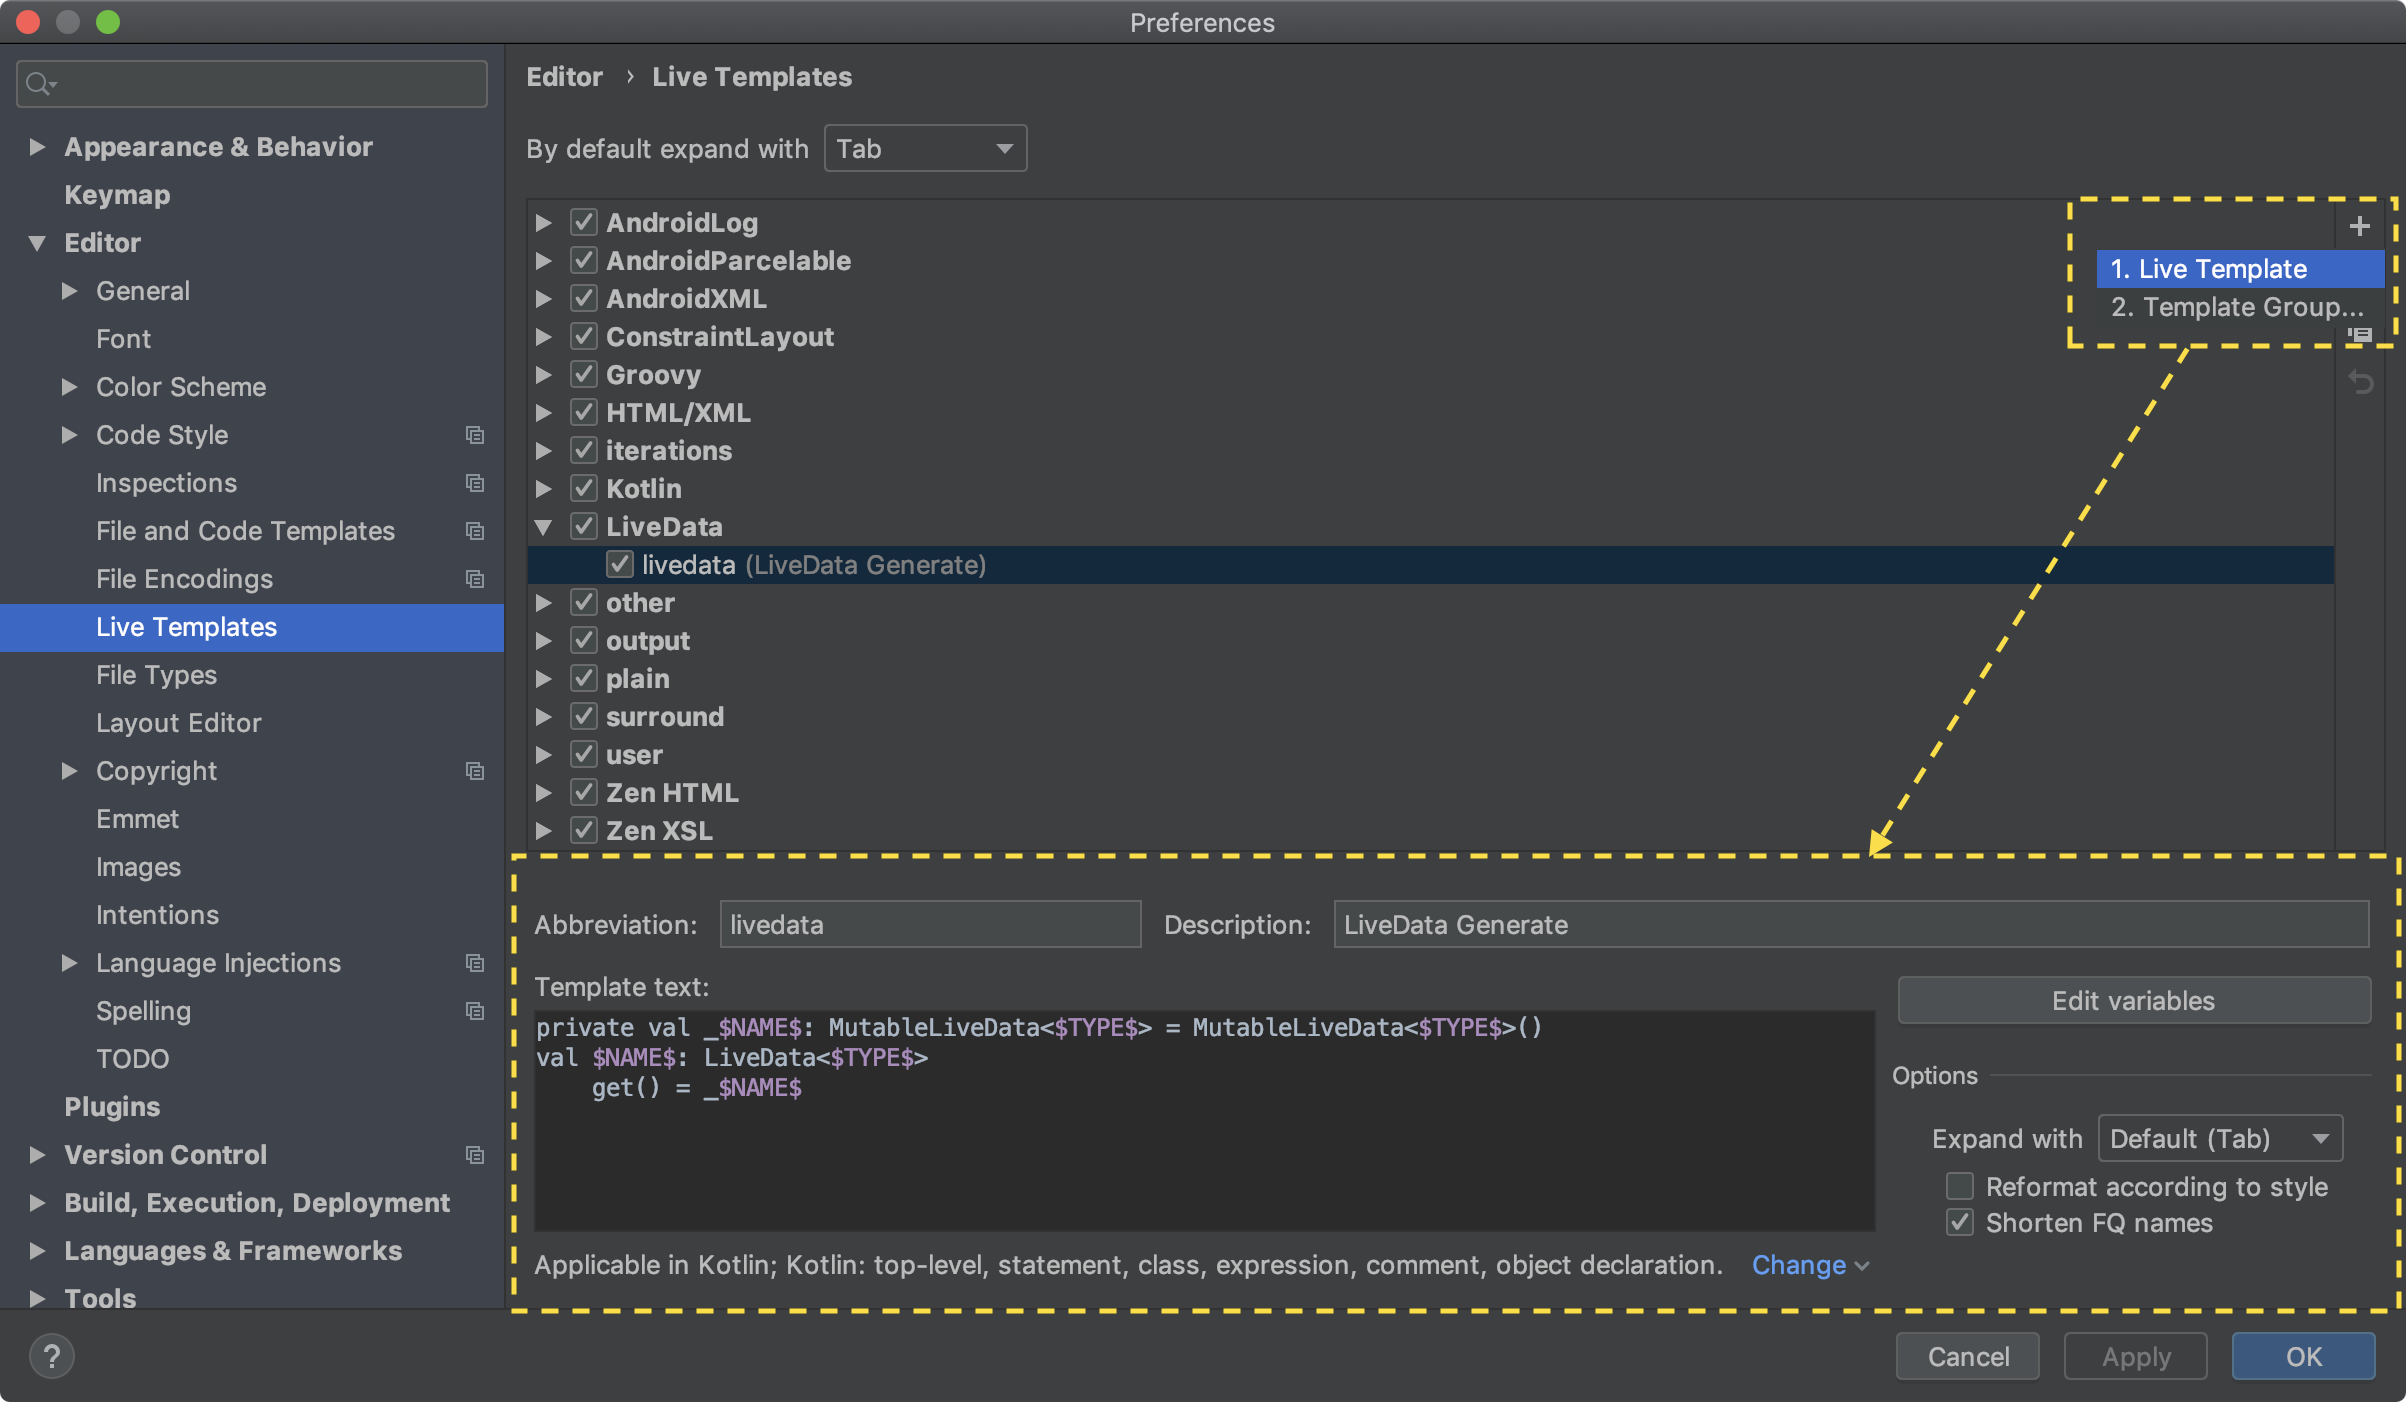 Preferences
Appearance & Behavior
Keymap
Editor
General
Font
Color Scheme
Code Style
Inspections
File and Code Templates
File Encodings
Live Templates
File Types
Layout Editor
Copyright
Emmet
Images
Intentions
Language Injections
Spelling
TODO
Plugins
Version Control
Build, Execution, Deployment
Languages & Frameworks
Tools
?
Editor › Live Templates
By default expand with Tab
AndroidLog
AndroidParcelable
AndroidXML
ConstraintLayout
Groovy
HTML/XML
iterations
Kotlin
LiveData
livedata (LiveData Generate)
other
output
plain
surround
user
Zen HTML
Zen XSL
+
1. Live Template
2. Template Group...
Abbreviation: livedata Description: LiveData Generate
Template text:
private val _$NAME$: MutableLiveData<$TYPE$> = MutableLiveData<$TYPE$>()
val $NAME$: LiveData<$TYPE$>
    get() = _$NAME$
Edit variables
Options
Expand with Default (Tab)
Reformat according to style
Shorten FQ names
Applicable in Kotlin; Kotlin: top-level, statement, class, expression, comment, object declaration. Change
Cancel Apply OK